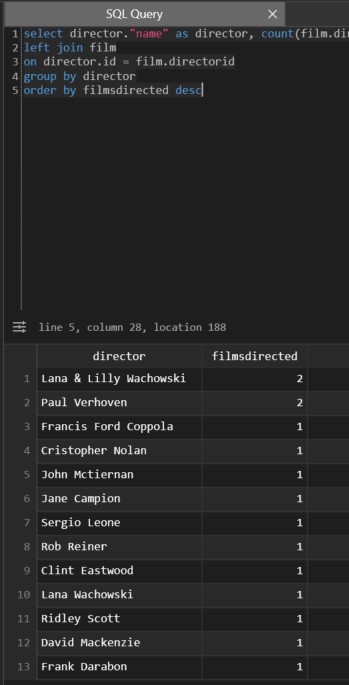 SQL Query
1 select director."name" as director, count(film.di
2 left join film
3 on director.id = film.directorid
4 group by director
5 order by filmsdirected desc
line 5, column 28, location 188
director filmsdirected
1 Lana & Lilly Wachowski 2
2 Paul Verhoven 2
3 Francis Ford Coppola 1
4 Cristopher Nolan 1
5 John Mctiernan 1
6 Jane Campion 1
7 Sergio Leone 1
8 Rob Reiner 1
9 Clint Eastwood 1
10 Lana Wachowski 1
11 Ridley Scott 1
12 David Mackenzie 1
13 Frank Darabon 1